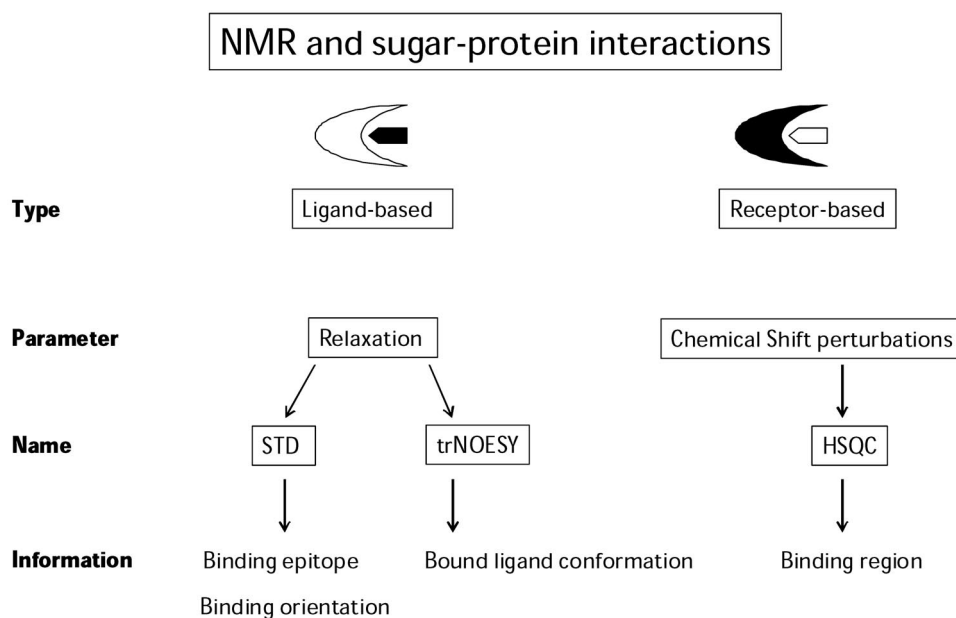 NMR and sugar-protein interactions
Type
Ligand-based
Receptor-based
Parameter
Relaxation
Chemical Shift perturbations
Name
STD
trNOESY
HSQC
Information
Binding epitope
Bound ligand conformation
Binding region
Binding orientation